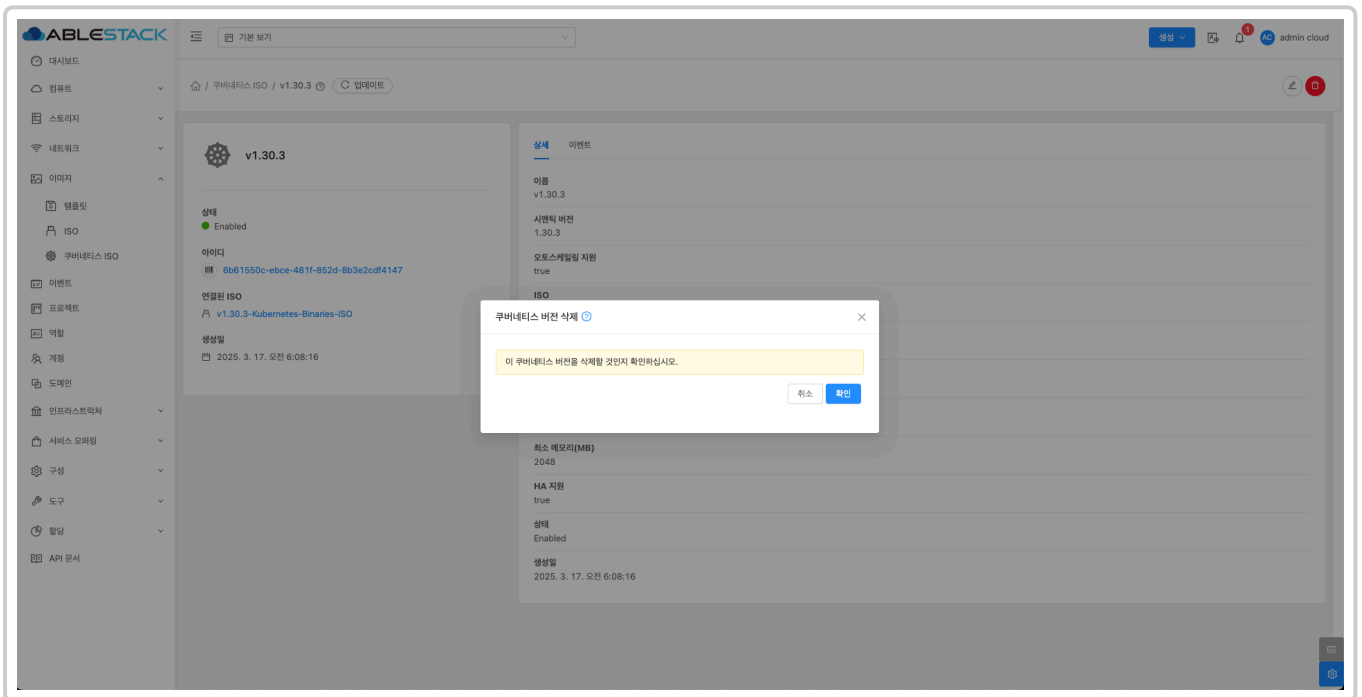 ABLESTACK
기본 보기
생성
1
AC admin cloud
대시보드
컴퓨트
스토리지
네트워크
이미지
템플릿
ISO
쿠버네티스 ISO
이벤트
프로젝트
역할
계정
도메인
인프라스트럭쳐
서비스 오퍼링
구성
도구
할당
API 문서
/ 쿠버네티스 ISO / v1.30.3 업데이트
v1.30.3
상태
Enabled
아이디
6b61550c-ebce-481f-852d-8b3e2cdf4147
연결된 ISO
v1.30.3-Kubernetes-Binaries-ISO
생성일
2025. 3. 17. 오전 6:08:16
상세 이벤트
이름
v1.30.3
시맨틱 버전
1.30.3
오토스케일링 지원
true
ISO
쿠버네티스 버전 삭제
이 쿠버네티스 버전을 삭제할 것인지 확인하십시오.
취소 확인
최소 메모리(MB)
2048
HA 지원
true
상태
Enabled
생성일
2025. 3. 17. 오전 6:08:16